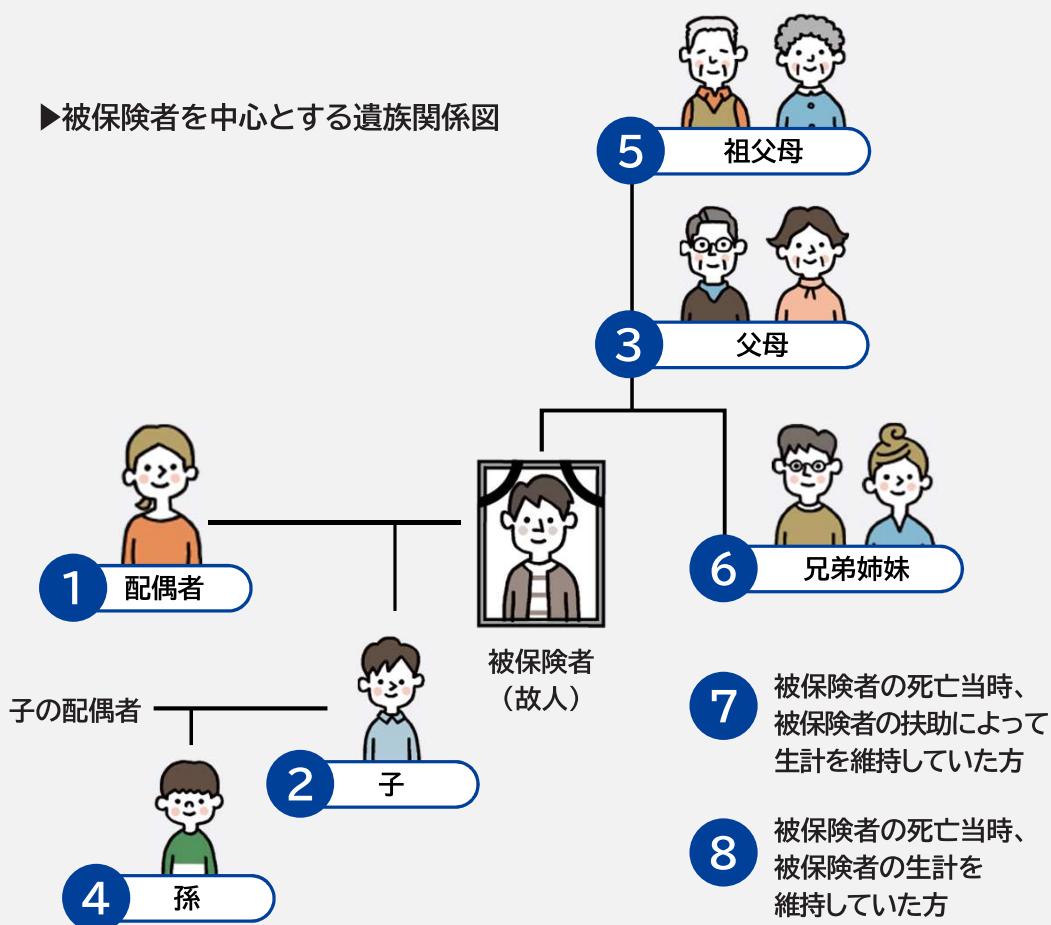 ▶被保険者を中心とする遺族関係図
5 祖父母
3 父母
1 配偶者
6 兄弟姉妹
被保険者
（故人）
子の配偶者
2 子
4 孫
7 被保険者の死亡当時、
被保険者の扶助によって
生計を維持していた方
8 被保険者の死亡当時、
被保険者の生計を
維持していた方